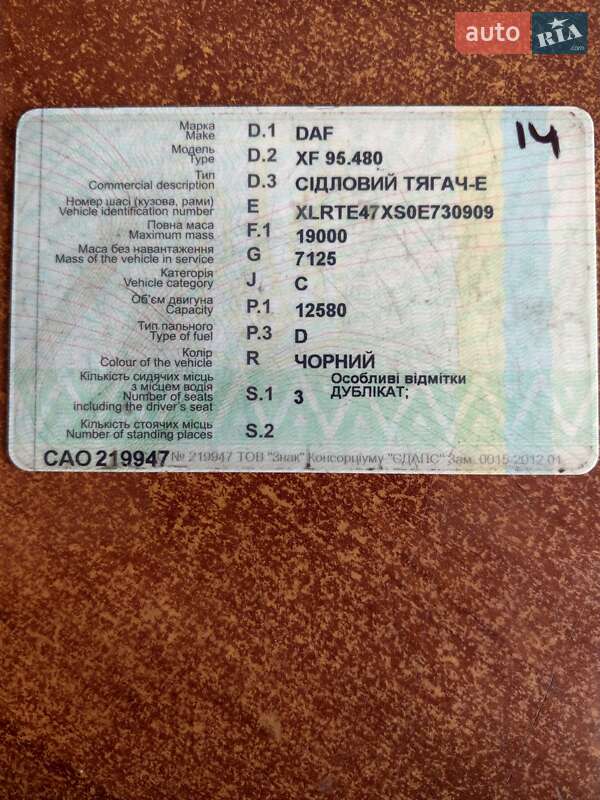 auto RIA .com
14
Марка
Make D.1 DAF
Модель
Type D.2 XF 95.480
Тип
Commercial description D.3 СІДЛОВИЙ ТЯГАЧ-Е
Номер шасі (кузова, рами)
Vehicle identification number E XLRTE47XS0E730909
Повна маса
Maximum mass F.1 19000
Маса без навантаження
Mass of the vehicle in service G 7125
Категорія
Vehicle category J C
Об'єм двигуна
Capacity P.1 12580
Тип пального
Type of fuel P.3 D
Колір
Colour of the vehicle R ЧОРНИЙ
Кількість сидячих місць
з місцем водія
Number of seats
including the driver's seat S.1 3
Особливі відмітки
ДУБЛІКАТ;
Кількість стоячих місць
Number of standing places S.2
САО 219947 № 219947 ТОВ "Знак" Консорціуму "ЄДАПС" Зам. 0015-2012 01